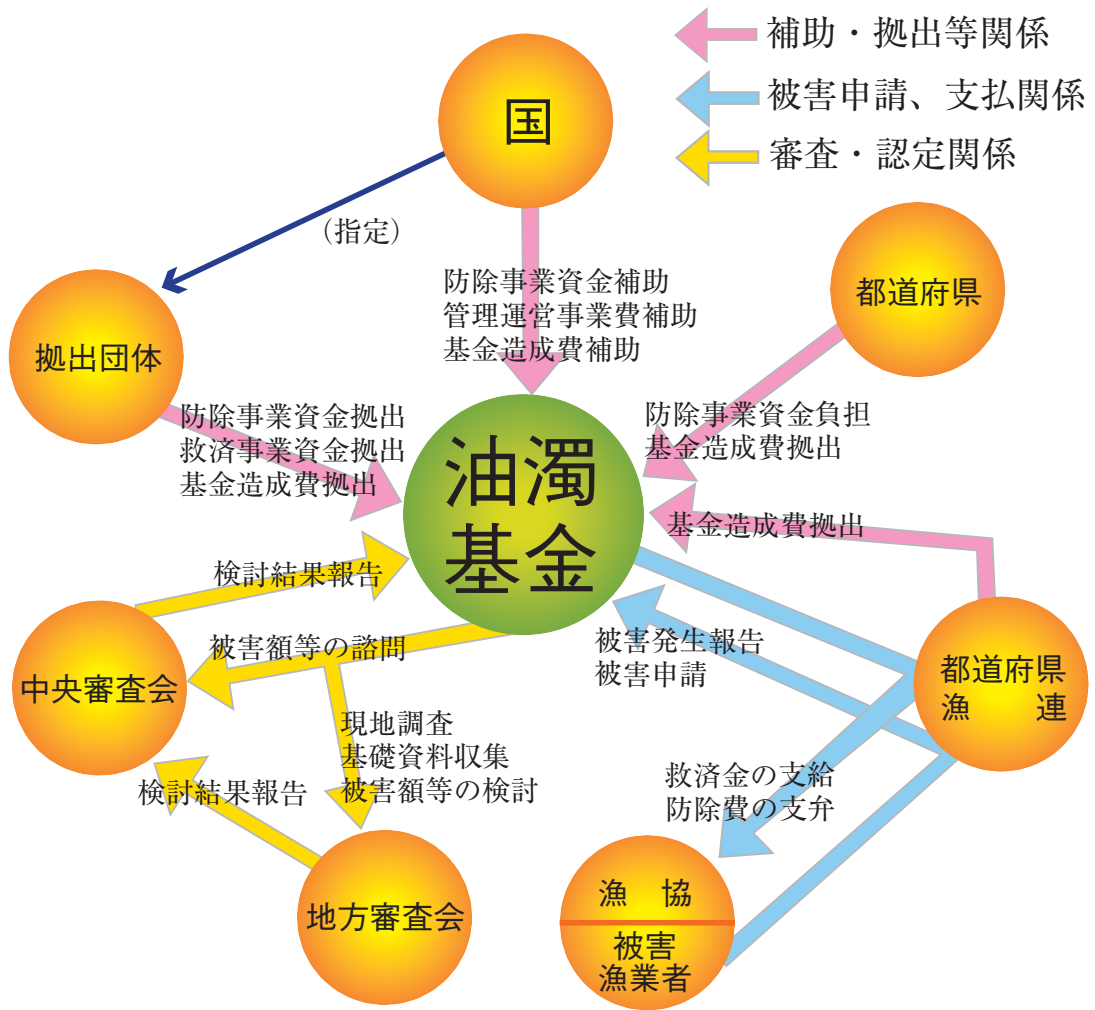 補助・拠出等関係
被害申請、支払関係
審査・認定関係
国
（指定）
防除事業資金補助
管理運営事業費補助
基金造成費補助
都道府県
拠出団体
防除事業資金拠出
救済事業資金拠出
基金造成費拠出
防除事業資金負担
基金造成費拠出
油濁
基金
基金造成費拠出
検討結果報告
被害額等の諮問
被害発生報告
被害申請
都道府県
漁　連
中央審査会
現地調査
基礎資料収集
被害額等の検討
検討結果報告
救済金の支給
防除費の支弁
地方審査会
漁　協
被害
漁業者